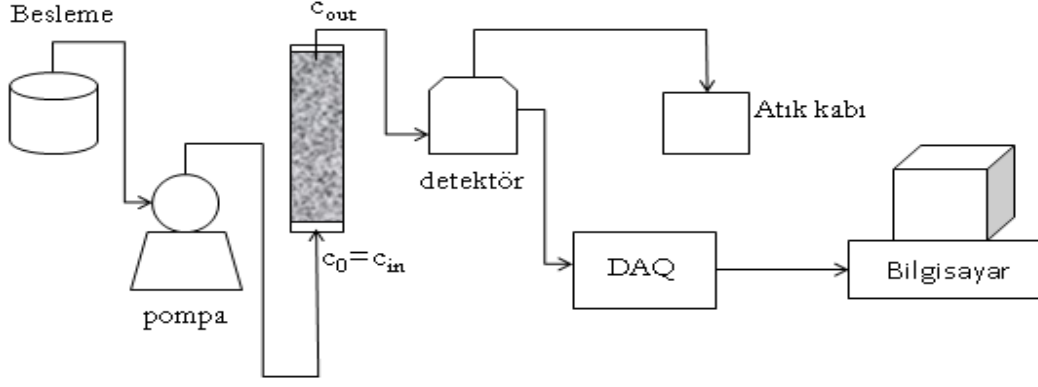 Besleme
c_out
Atık kabı
detektör
c_0=c_in
DAQ
Bilgisayar
pompa